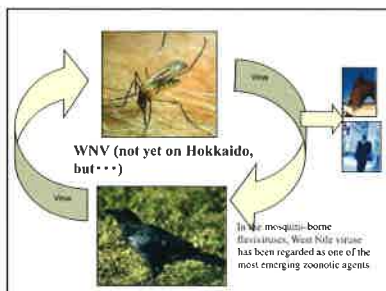 Virus
WNV (not yet on Hokkaido,
but･･･)
Virus
In the mosquito-borne
flaviviruses, West Nile viruse
has been regarded as one of the
most emerging zoonotic agents